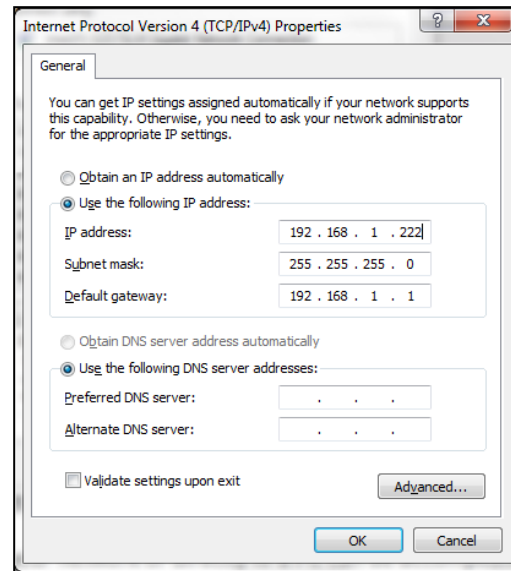 Internet Protocol Version 4 (TCP/IPv4) Properties
General
You can get IP settings assigned automatically if your network supports
this capability. Otherwise, you need to ask your network administrator
for the appropriate IP settings.
Obtain an IP address automatically
Use the following IP address:
IP address: 192 . 168 . 1 . 222
Subnet mask: 255 . 255 . 255 . 0
Default gateway: 192 . 168 . 1 . 1
Obtain DNS server address automatically
Use the following DNS server addresses:
Preferred DNS server: . . .
Alternate DNS server: . . .
Validate settings upon exit
Advanced...
OK Cancel